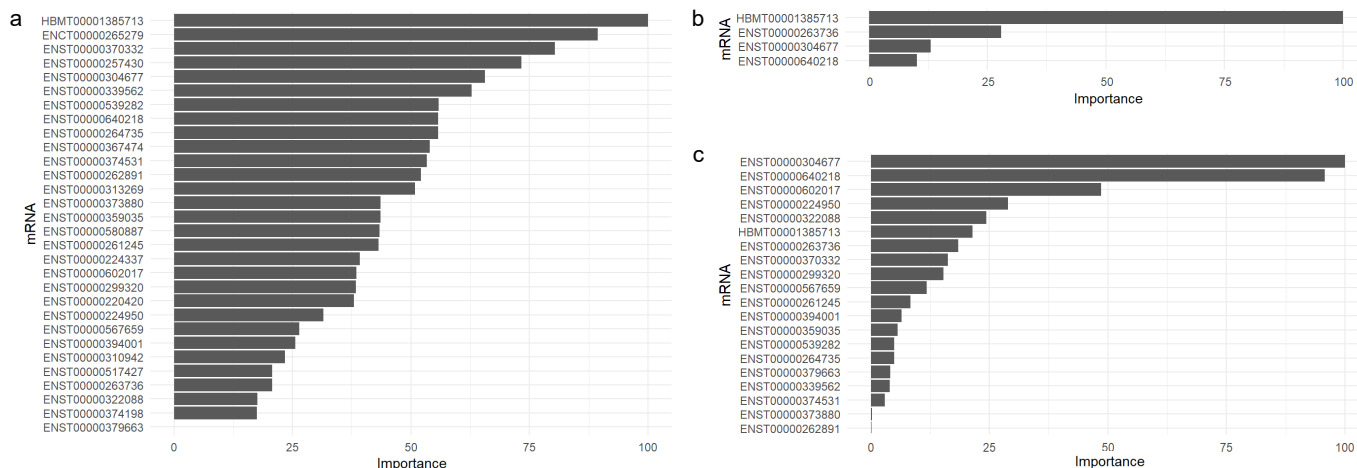 a
mRNA
HBMT00001385713
ENCT00000265279
ENST00000370332
ENST00000257430
ENST00000304677
ENST00000339562
ENST00000539282
ENST00000640218
ENST00000264735
ENST00000367474
ENST00000374531
ENST00000262891
ENST00000313269
ENST00000373880
ENST00000359035
ENST00000580887
ENST00000261245
ENST00000224337
ENST00000602017
ENST00000299320
ENST00000220420
ENST00000224950
ENST00000567659
ENST00000394001
ENST00000310942
ENST00000517427
ENST00000263736
ENST00000322088
ENST00000374198
ENST00000379663
0 25 50 75 100
Importance
b
mRNA
HBMT00001385713
ENST00000263736
ENST00000304677
ENST00000640218
0 25 50 75 100
Importance
c
mRNA
ENST00000304677
ENST00000640218
ENST00000602017
ENST00000224950
ENST00000322088
HBMT00001385713
ENST00000263736
ENST00000370332
ENST00000299320
ENST00000567659
ENST00000261245
ENST00000394001
ENST00000359035
ENST00000539282
ENST00000264735
ENST00000379663
ENST00000339562
ENST00000374531
ENST00000373880
ENST00000262891
0 25 50 75 100
Importance